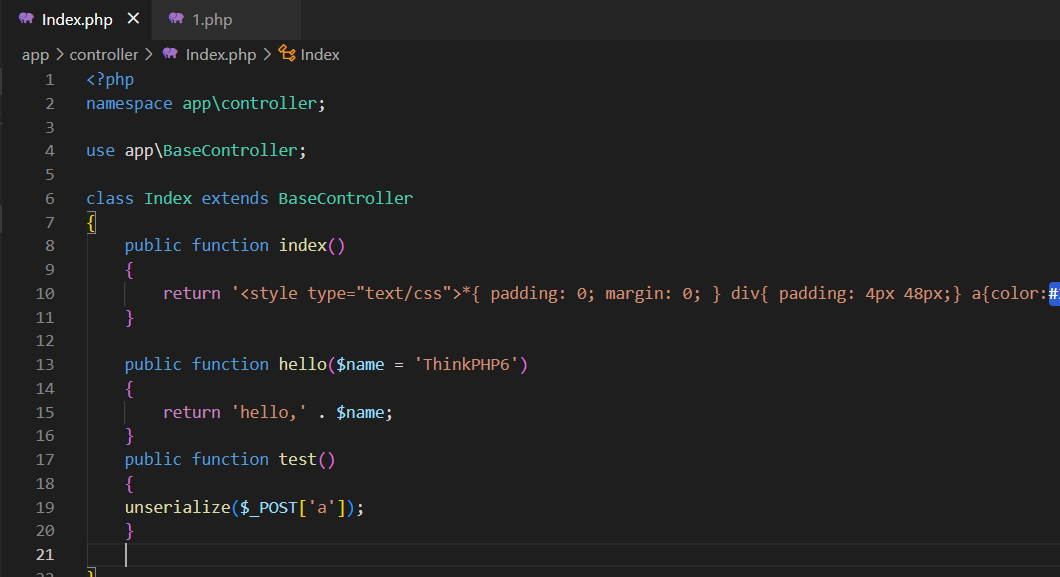 Index.php × 1.php
app > controller > Index.php > Index
1 <?php
2 namespace app\controller;
3
4 use app\BaseController;
5
6 class Index extends BaseController
7 {
8     public function index()
9     {
10         return '<style type="text/css">*{ padding: 0; margin: 0; } div{ padding: 4px 48px;} a{color:#
11     }
12
13     public function hello($name = 'ThinkPHP6')
14     {
15         return 'hello,' . $name;
16     }
17     public function test()
18     {
19     unserialize($_POST['a']);
20     }
21
22 }